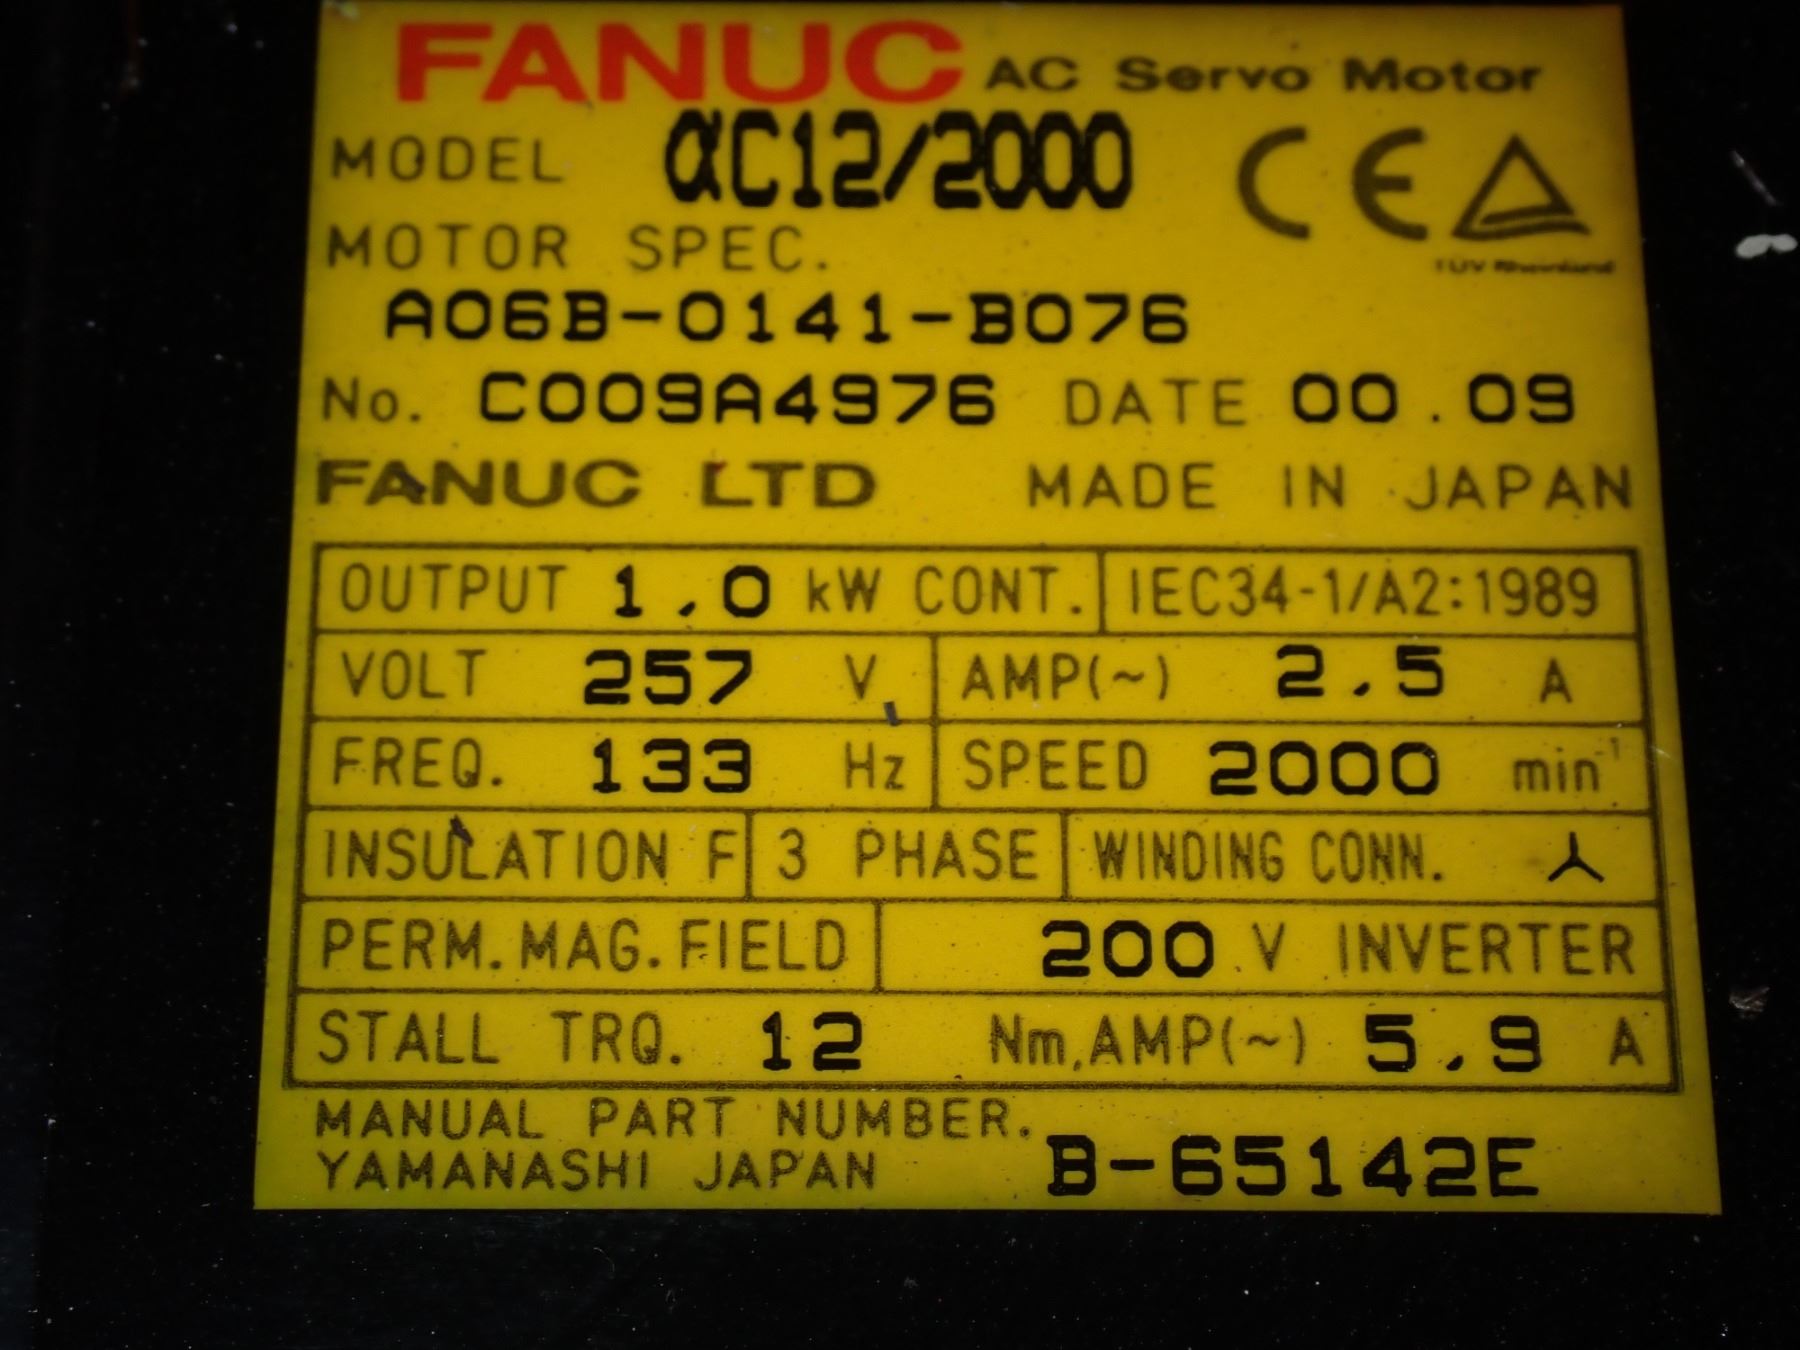 FANUC AC Servo Motor
MODEL αC12/2000 CE
TÜV Rheinland
MOTOR SPEC.
A06B-0141-B076
No. C009A4976 DATE 00.09
FANUC LTD MADE IN JAPAN
OUTPUT 1.0 kW CONT. IEC34-1/A2:1989
VOLT 257 V AMP(~) 2.5 A
FREQ. 133 Hz SPEED 2000 min⁻¹
INSULATION F 3 PHASE WINDING CONN.
PERM.MAG.FIELD 200 V INVERTER
STALL TRQ. 12 Nm,AMP(~) 5.9 A
MANUAL PART NUMBER.
YAMANASHI JAPAN B-65142E